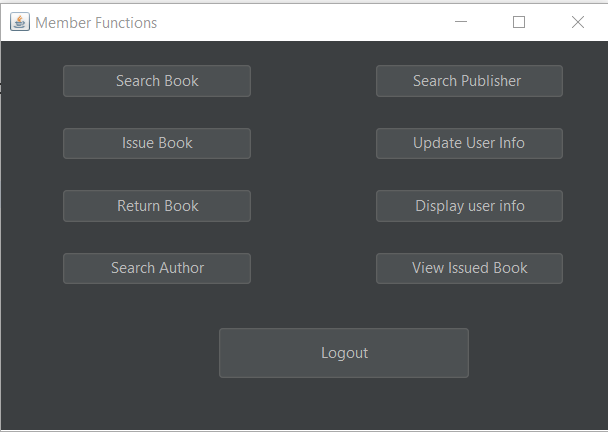 Member Functions
Search Book
Search Publisher
Issue Book
Update User Info
Return Book
Display user info
Search Author
View Issued Book
Logout